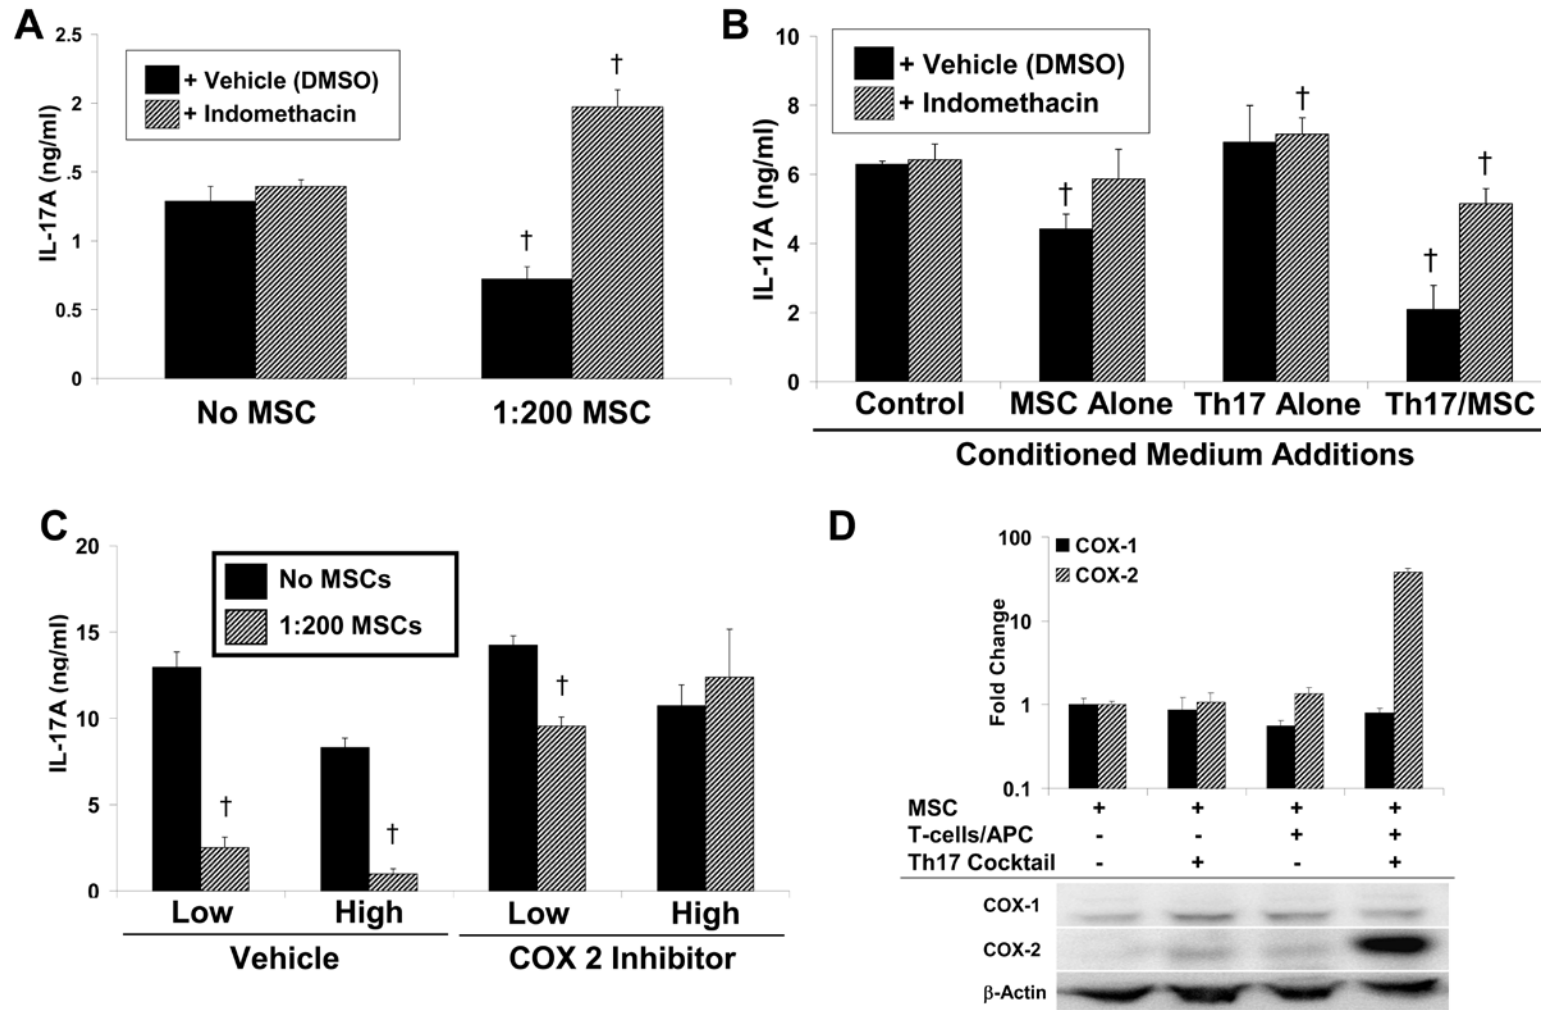 A
2.5
2
.5
1
0.5
0
IL-17A (ng/ml)
+ Vehicle (DMSO)
+ Indomethacin
†
†
No MSC
1:200 MSC
B
10
8
6
4
2
0
IL-17A (ng/ml)
+ Vehicle (DMSO)
+ Indomethacin
†
†
†
†
Control
MSC Alone
Th17 Alone
Th17/MSC
Conditioned Medium Additions
C
20
15
10
5
0
IL-17A (ng/ml)
No MSCs
1:200 MSCs
†
†
†
Low
High
Low
High
Vehicle
COX 2 Inhibitor
D
100
10
1
0.1
Fold Change
COX-1
COX-2
MSC + + + +
T-cells/APC - - + +
Th17 Cocktail - + - +
COX-1
COX-2
β-Actin